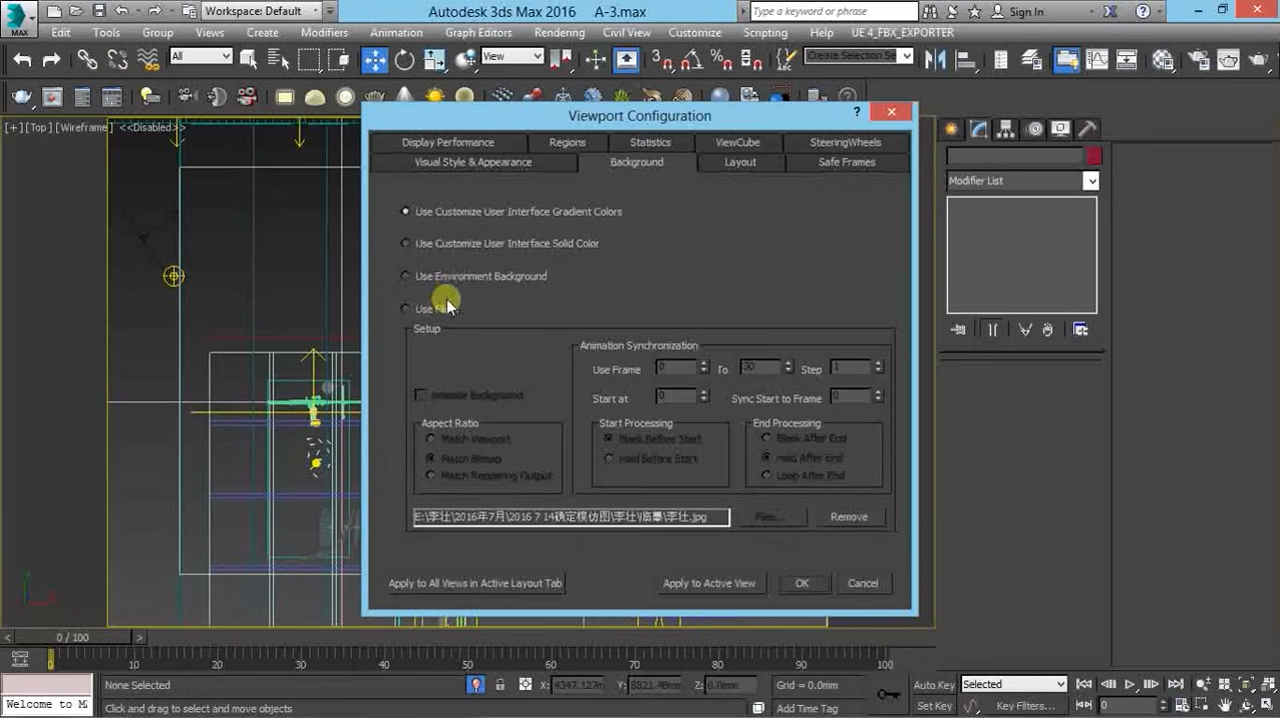 MAX
Workspace: Default
Autodesk 3ds Max 2016 A-3.max
Type a keyword or phrase
Sign In
Edit Tools Group Views Create Modifiers Animation Graph Editors Rendering Civil View Customize Scripting Help UE 4_FBX_EXPORTER
All
View
Create Selection Se
[+] [Top] [Wireframe] <<Disabled>>
Viewport Configuration
Display Performance Regions Statistics ViewCube SteeringWheels
Visual Style & Appearance Background Layout Safe Frames
Modifier List
Use Customize User Interface Gradient Colors
Use Customize User Interface Solid Color
Use Environment Background
Use
Setup
Animation Synchronization
Use Frame 0 To 30 Step 1
Animate Background
Start at 0 Sync Start to Frame 0
Aspect Ratio
Match Viewport
Match Bitmap
Match Rendering Output
Start Processing
Blank Before Start
Hold Before Start
End Processing
Blank After End
Hold After End
Loop After End
E:\李壮\2016年7月\2016 7 14确定模仿图\李壮\临摹\李壮.jpg
Files...
Remove
Apply to All Views in Active Layout Tab
Apply to Active View
OK
Cancel
0 / 100
10 20 30 40 50 60 70 80 90 100
None Selected
X: 4347.127m Y: Z: 0.0mm
Grid = 0.0mm
Auto Key
Selected
Welcome to M
Click and drag to select and move objects
Add Time Tag
Set Key
Key Filters...
0